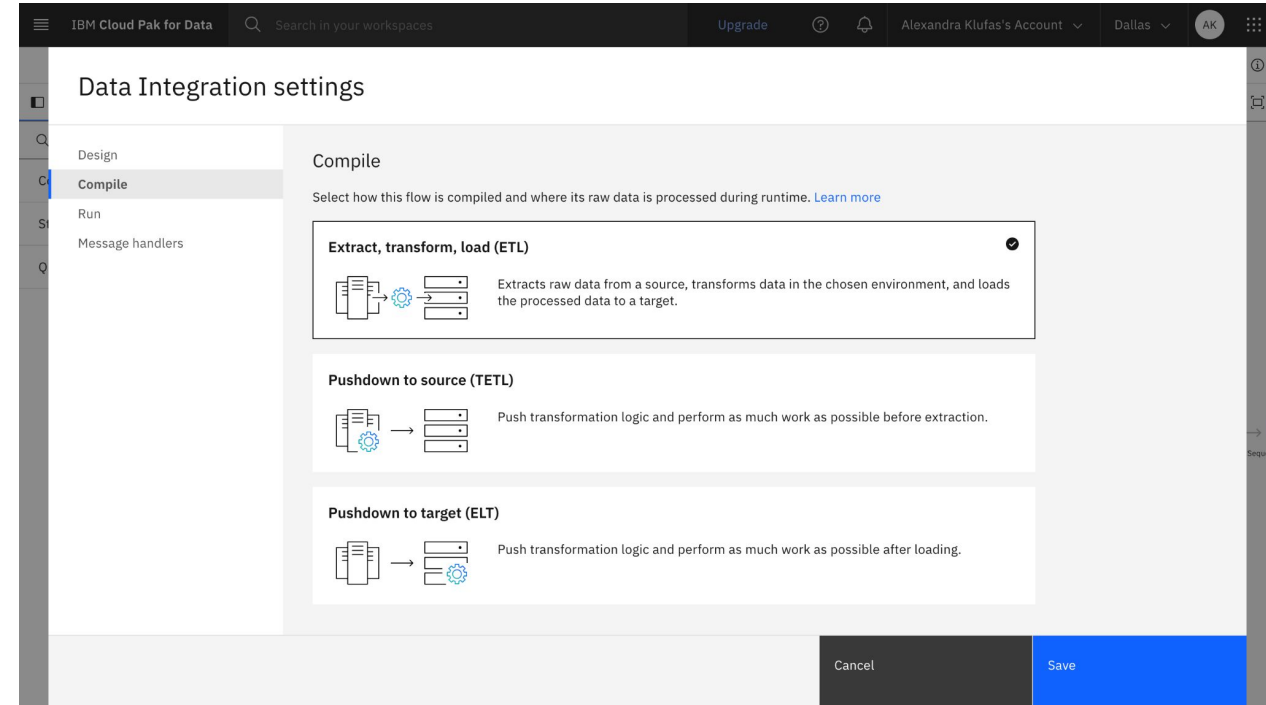 IBM Cloud Pak for Data
Search in your workspaces
Upgrade
Alexandra Klufas's Account
Dallas
AK
Data Integration settings
Design
Compile
Run
Message handlers
Compile
Select how this flow is compiled and where its raw data is processed during runtime. Learn more
Extract, transform, load (ETL)
Extracts raw data from a source, transforms data in the chosen environment, and loads
the processed data to a target.
Pushdown to source (TETL)
Push transformation logic and perform as much work as possible before extraction.
Pushdown to target (ELT)
Push transformation logic and perform as much work as possible after loading.
Cancel
Save